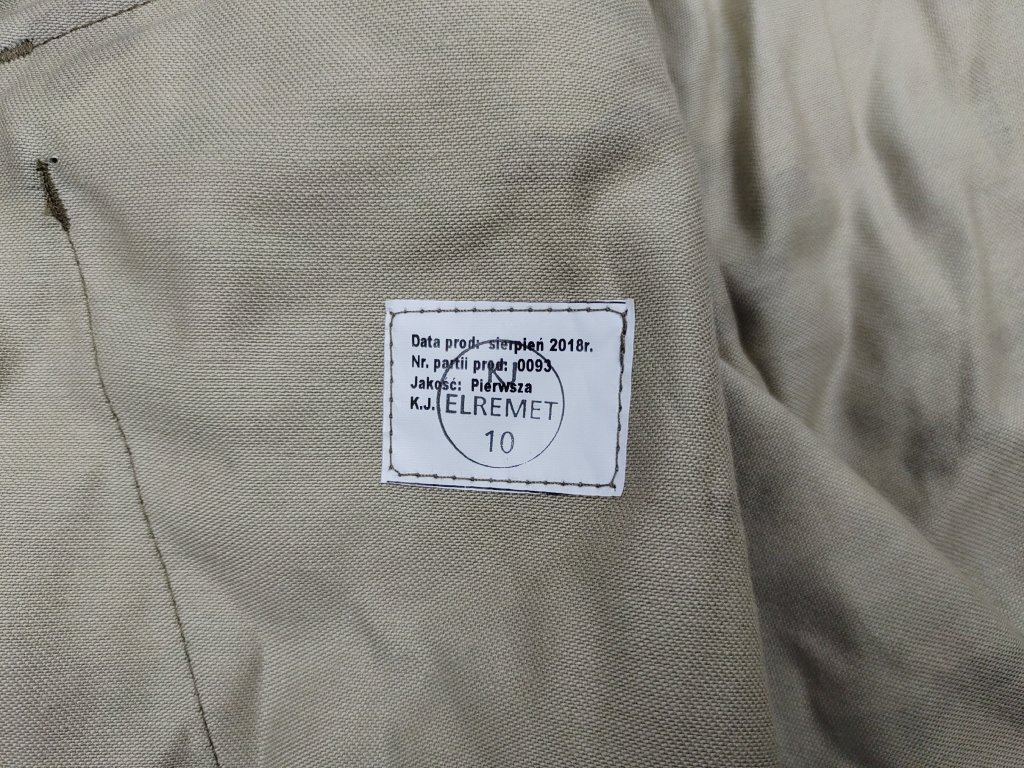 Data prod: sierpień 2018r.
Nr. partii prod: 0093
Jakość: Pierwsza
K.J.
KJ
ELREMET
10